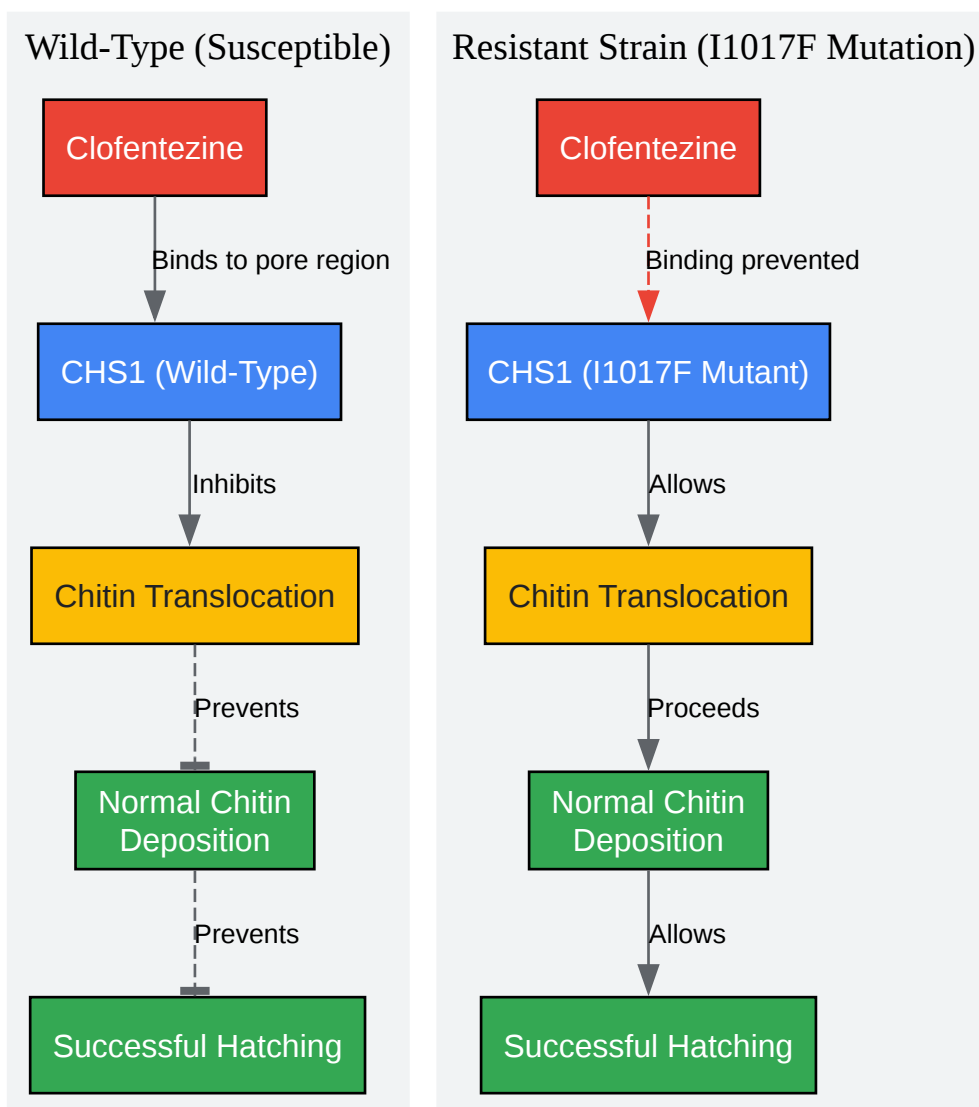 Wild-Type (Susceptible)
Clofentezine
Binds to pore region
CHS1 (Wild-Type)
Inhibits
Chitin Translocation
Prevents
Normal Chitin
Deposition
Prevents
Successful Hatching
Resistant Strain (I1017F Mutation)
Clofentezine
Binding prevented
CHS1 (I1017F Mutant)
Allows
Chitin Translocation
Proceeds
Normal Chitin
Deposition
Allows
Successful Hatching